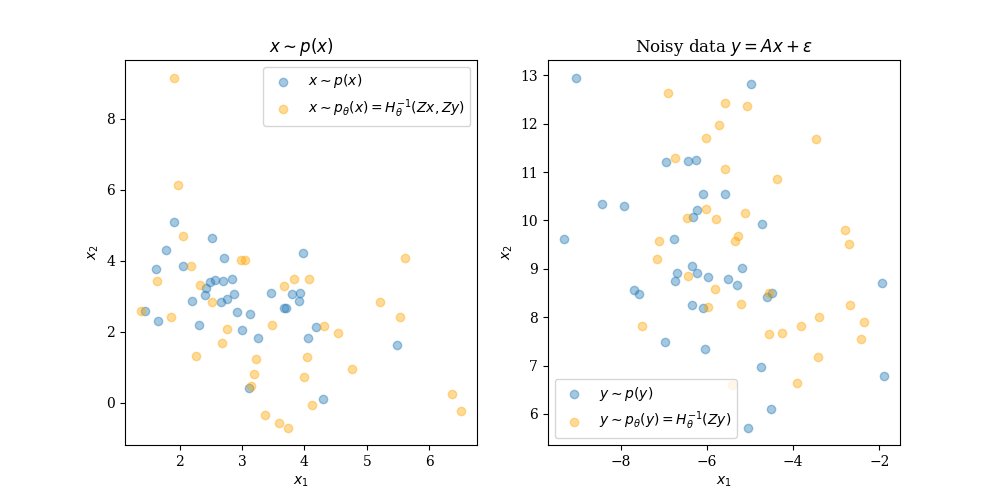 x ∼ p(x)
Noisy data y = Ax + ε
x ∼ p(x)
x ∼ p_θ(x) = H_θ^{-1}(Zx, Zy)
8
6
4
2
0
x_2
2 3 4 5 6
x_1
13
12
11
10
9
8
7
6
x_2
y ∼ p(y)
y ∼ p_θ(y) = H_θ^{-1}(Zy)
−8 −6 −4 −2
x_1